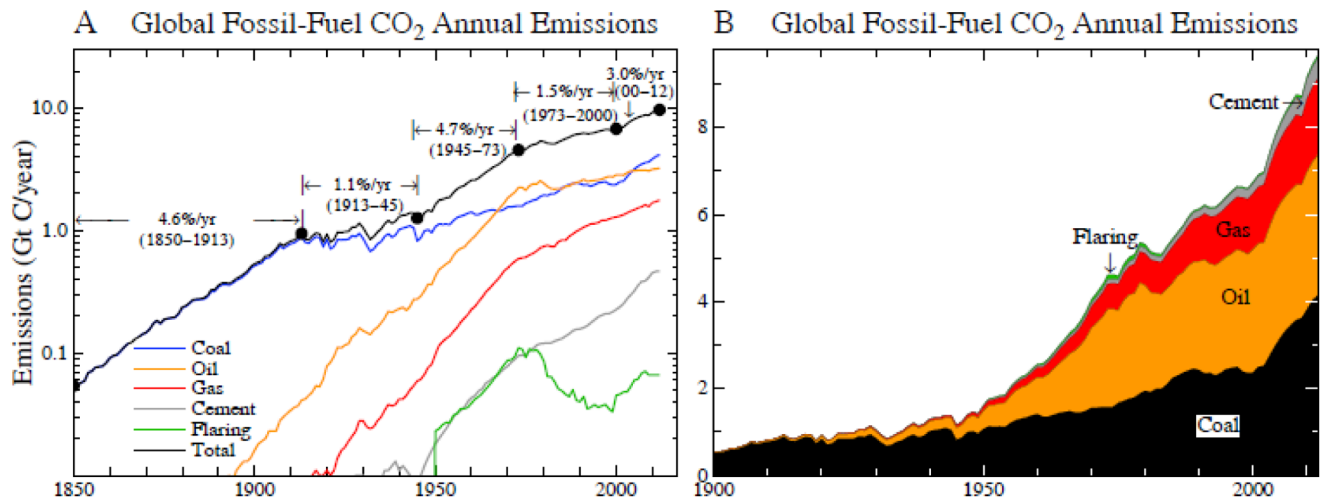 A Global Fossil-Fuel CO₂ Annual Emissions
Emissions (Gt C/year)
10.0
1.0
0.1
1850
1900
1950
2000
4.6%/yr
(1850–1913)
1.1%/yr
(1913–45)
4.7%/yr
(1945–73)
1.5%/yr
(1973–2000)
3.0%/yr
(00–12)
Coal
Oil
Gas
Cement
Flaring
Total
B Global Fossil-Fuel CO₂ Annual Emissions
8
6
4
2
0
1900
1950
2000
Cement
Flaring
Gas
Oil
Coal